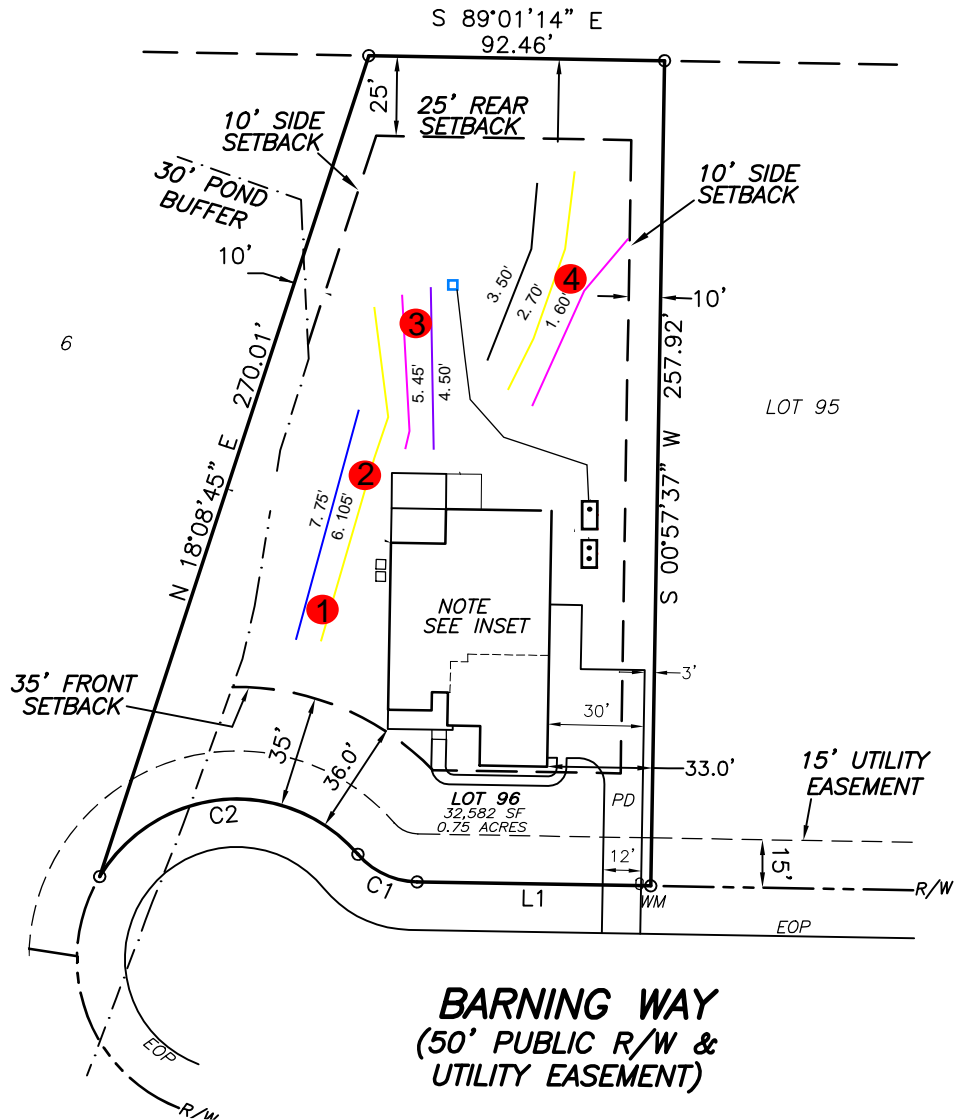 S 89°01'14" E
92.46'
25'
25' REAR
SETBACK
10' SIDE
SETBACK
30' POND
BUFFER
10' SIDE
SETBACK
10'
10'
3. 50'
2. 70'
1. 60'
4
3
5. 45'
4. 50'
6
N 18°08'45" E 270.01'
S 00°57'37" W 257.92'
LOT 95
2
7. 75'
6. 105'
1
NOTE
SEE INSET
35' FRONT
SETBACK
3'
30'
35'
36.0'
33.0'
15' UTILITY
EASEMENT
LOT 96
32,582 SF
0.75 ACRES
PD
C2
C1
12'
15'
L1
WM
R/W
EOP
BARNING WAY
(50' PUBLIC R/W &
UTILITY EASEMENT)
EOP
R/W